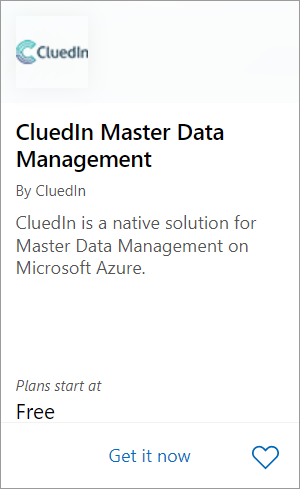 CluedIn
CluedIn Master Data
Management
By CluedIn
CluedIn is a native solution for
Master Data Management on
Microsoft Azure.
Plans start at
Free
Get it now